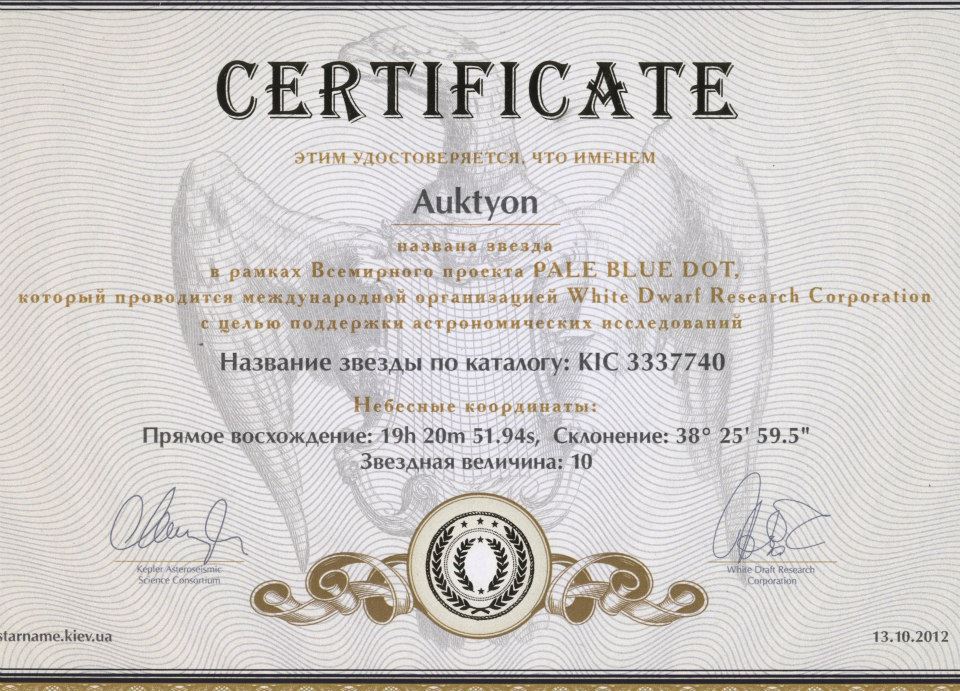 CERTIFICATE
ЭТИМ УДОСТОВЕРЯЕТСЯ, ЧТО ИМЕНЕМ
Auktyon
названа звезда
в рамках Всемирного проекта PALE BLUE DOT,
который проводится международной организацией White Dwarf Research Corporation
с целью поддержки астрономических исследований
Название звезды по каталогу: KIC 3337740
Небесные координаты:
Прямое восхождение: 19h 20m 51.94s, Склонение: 38° 25' 59.5"
Звездная величина: 10
Kepler Asteroseismic
Science Consortium
White Draft Research
Corporation
starname.kiev.ua
13.10.2012